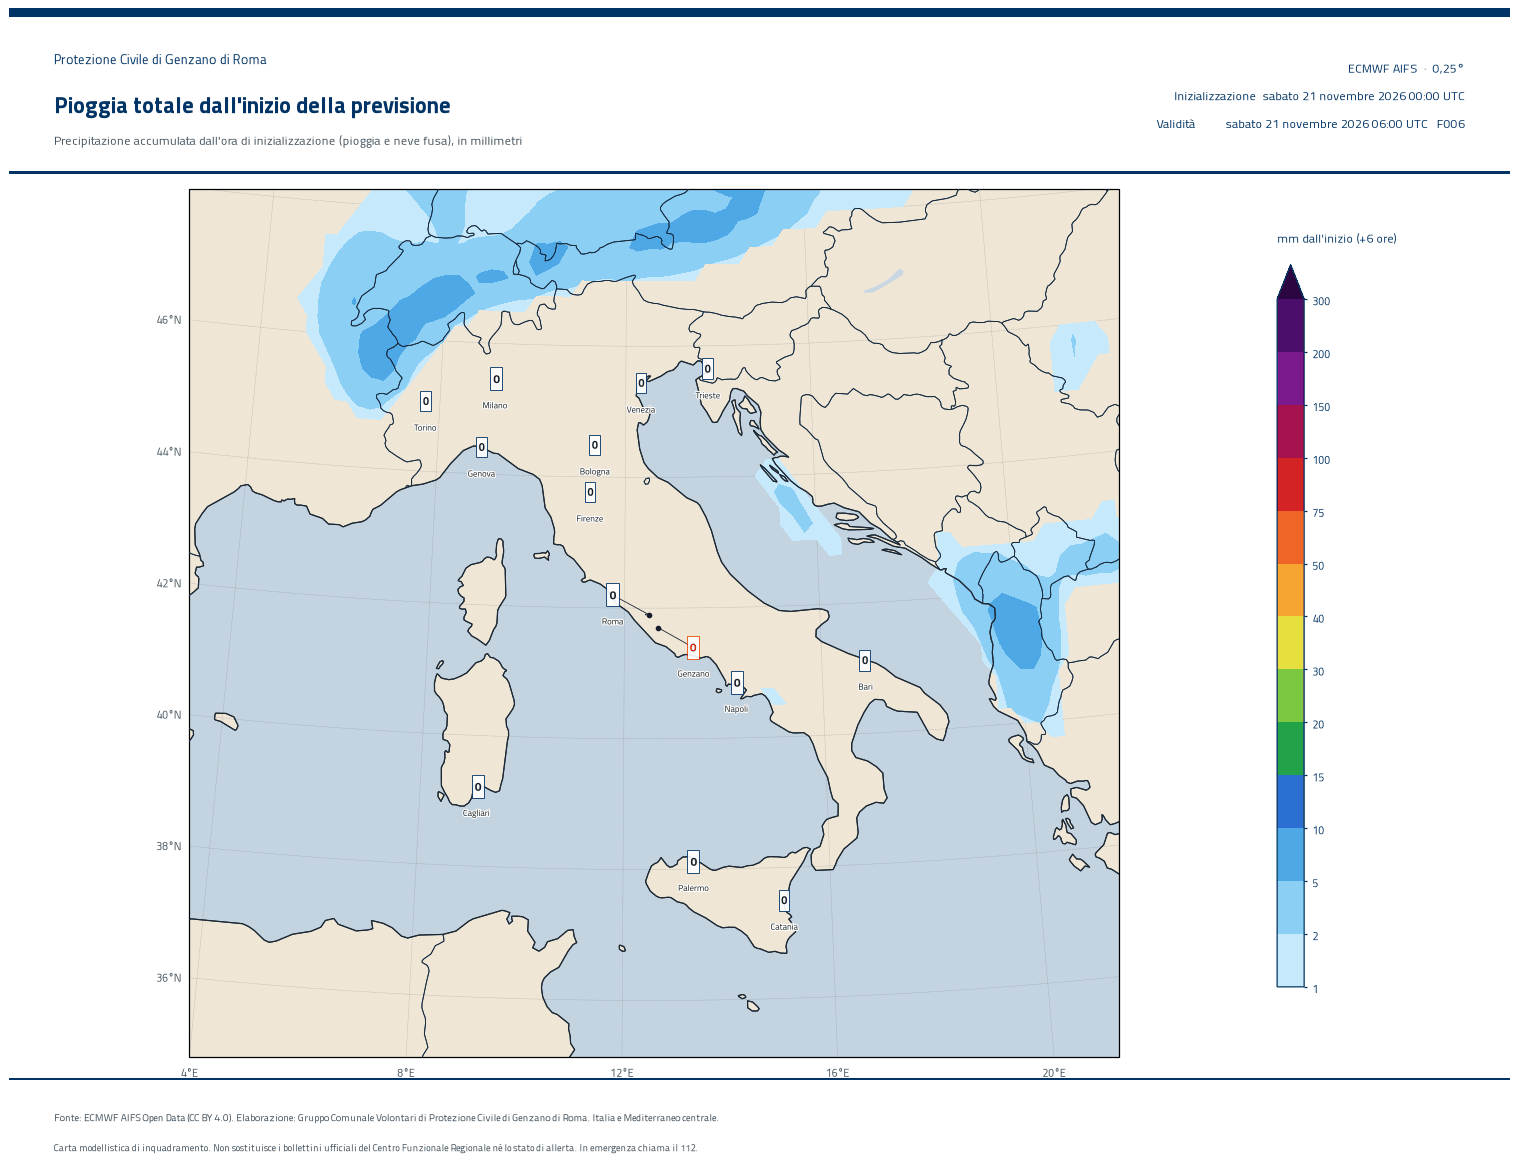 Protezione Civile di Genzano di Roma
Pioggia totale dall'inizio della previsione
Precipitazione accumulata dall'ora di inizializzazione (pioggia e neve fusa), in millimetri
ECMWF AIFS · 0,25°
Inizializzazione sabato 21 novembre 2026 00:00 UTC
Validità sabato 21 novembre 2026 06:00 UTC F006
mm dall'inizio (+6 ore)
300
200
150
100
75
50
40
30
20
15
10
5
2
1
46°N
44°N
42°N
40°N
38°N
36°N
4°E
8°E
12°E
16°E
20°E
0
Trieste
0
Milano
0
Venezia
0
Torino
0
Bologna
0
Genova
0
Firenze
0
Roma
0
Genzano
0
Bari
0
Napoli
0
Cagliari
0
Palermo
0
Catania
Fonte: ECMWF AIFS Open Data (CC BY 4.0). Elaborazione: Gruppo Comunale Volontari di Protezione Civile di Genzano di Roma. Italia e Mediterraneo centrale.
Carta modellistica di inquadramento. Non sostituisce i bollettini ufficiali del Centro Funzionale Regionale né lo stato di allerta. In emergenza chiama il 112.